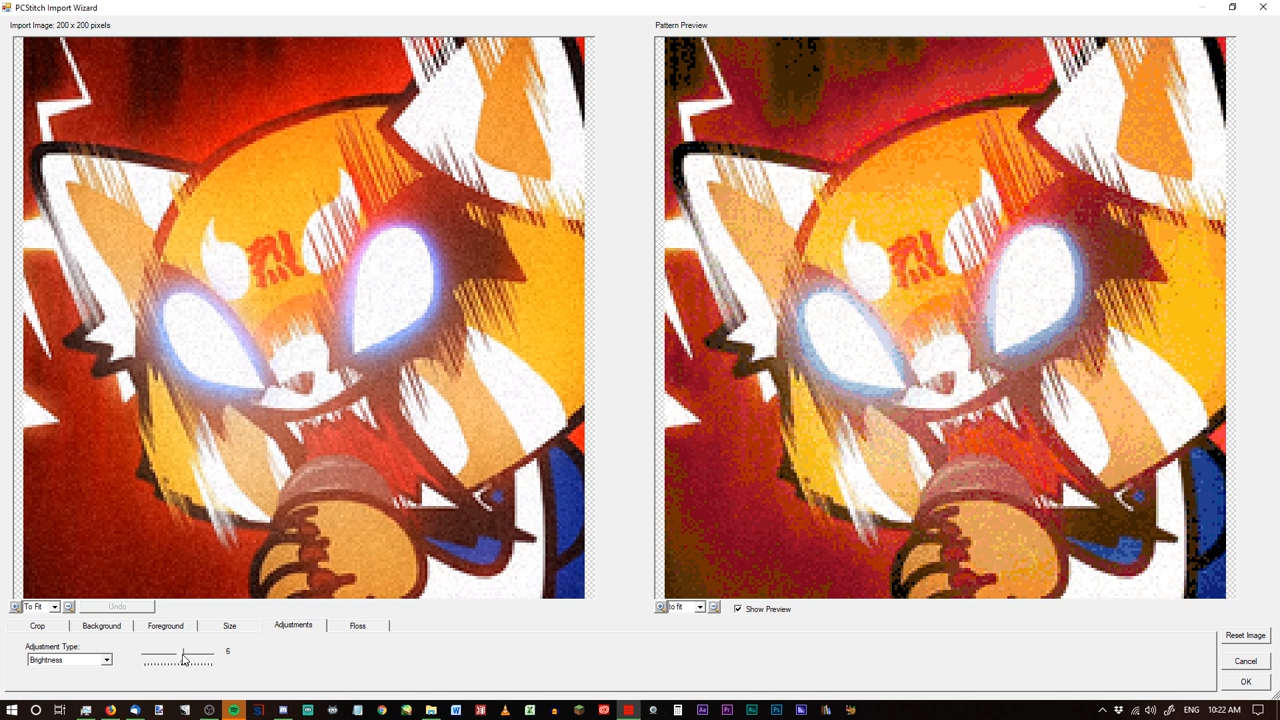 PCStitch Import Wizard
Import Image: 200 x 200 pixels
Pattern Preview
烈
To Fit
Undo
to fit
Show Preview
Crop
Background
Foreground
Size
Adjustments
Floss
Adjustment Type:
Brightness
6
Reset Image
Cancel
OK
ENG
10:22 AM